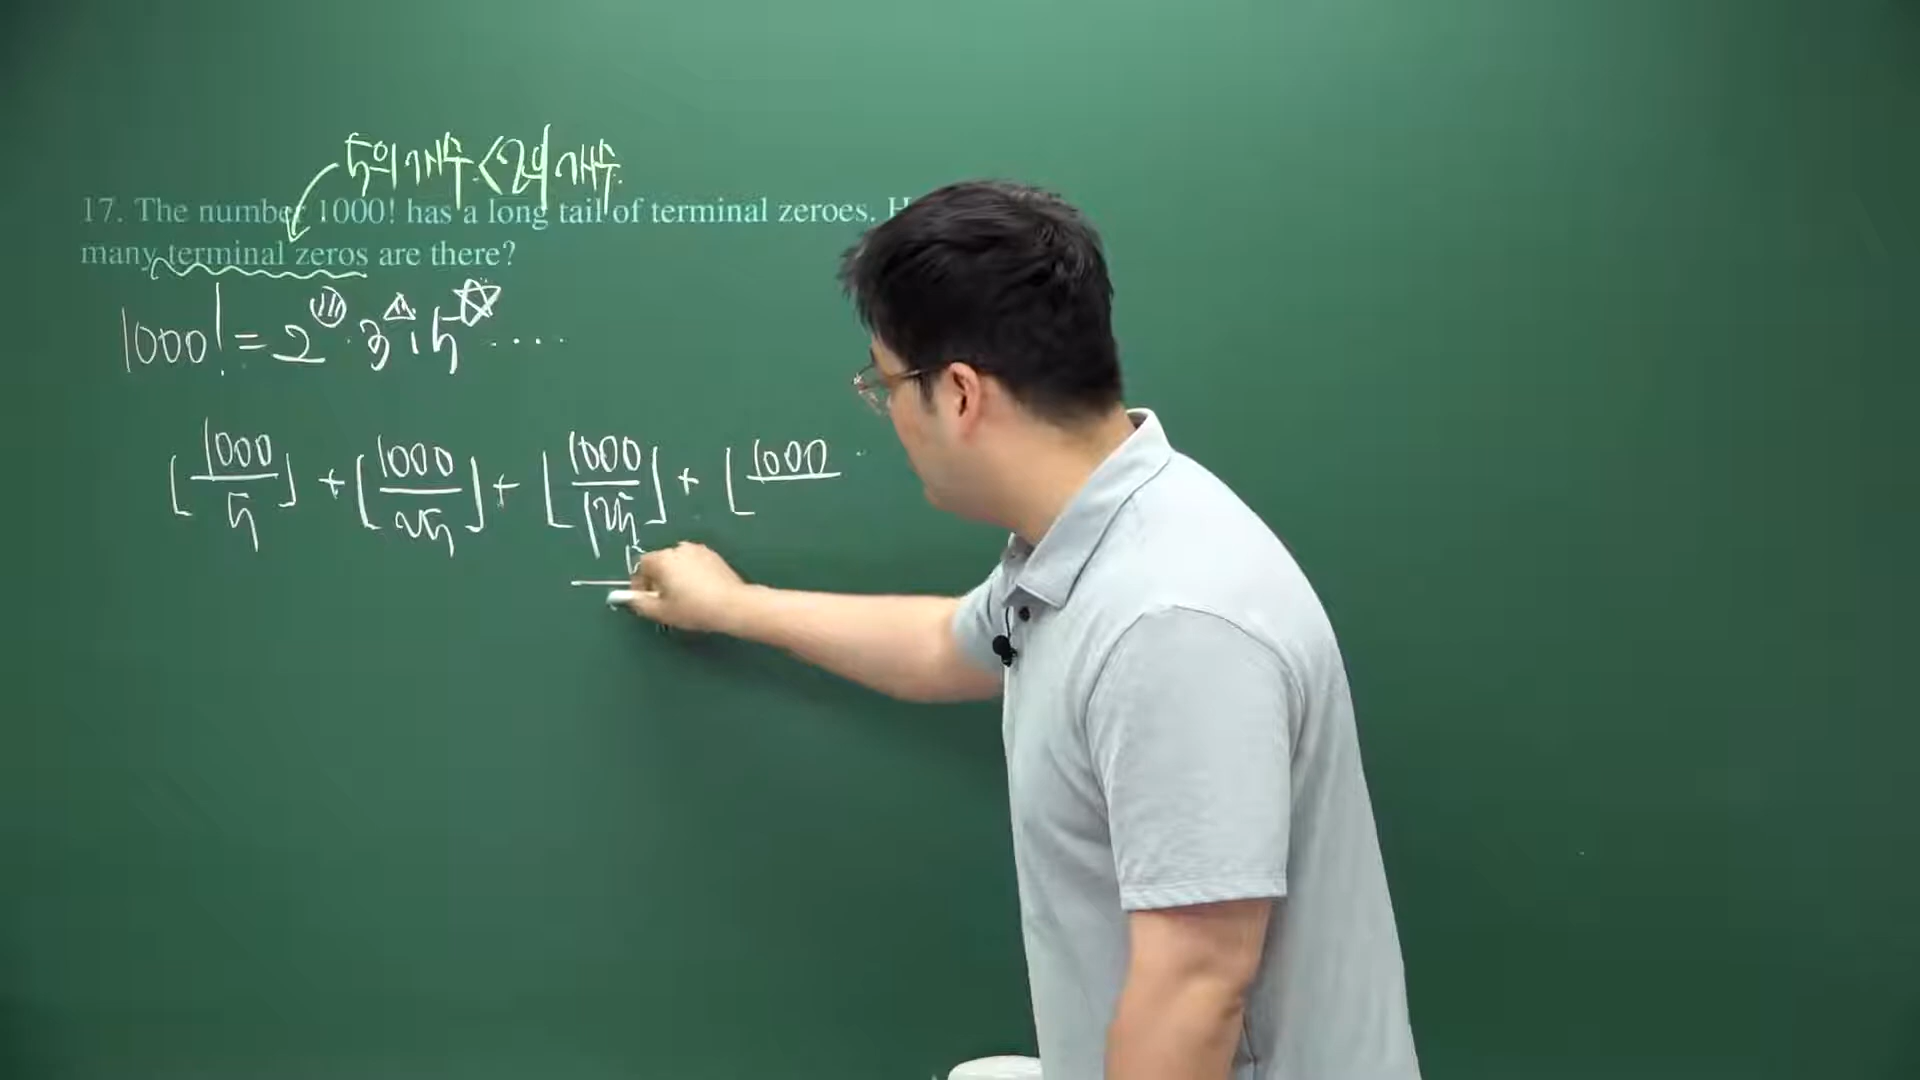 5의 개수 < 2의 개수
17. The number 1000! has a long tail of terminal zeroes. H
many terminal zeros are there?
1000! = 2 · 3 · 5 ....
⌊1000/5⌋ + ⌊1000/25⌋ + ⌊1000/125⌋ + ⌊1000
5